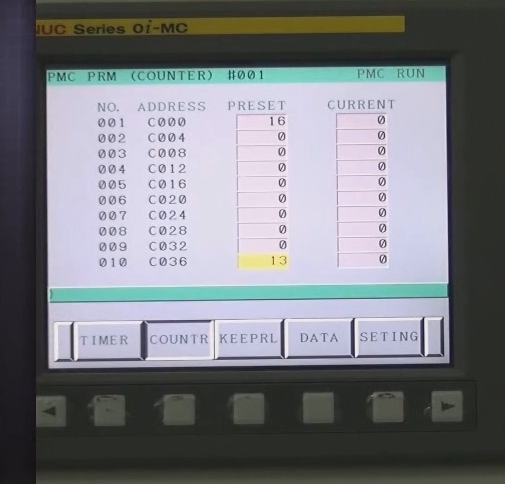 NUC Series 0i-MC
PMC PRM (COUNTER) #001 PMC RUN
NO. ADDRESS PRESET CURRENT
001 C000 16 0
002 C004 0 0
003 C008 0 0
004 C012 0 0
005 C016 0 0
006 C020 0 0
007 C024 0 0
008 C028 0 0
009 C032 0 0
010 C036 13 0
)
TIMER COUNTR KEEPRL DATA SETING